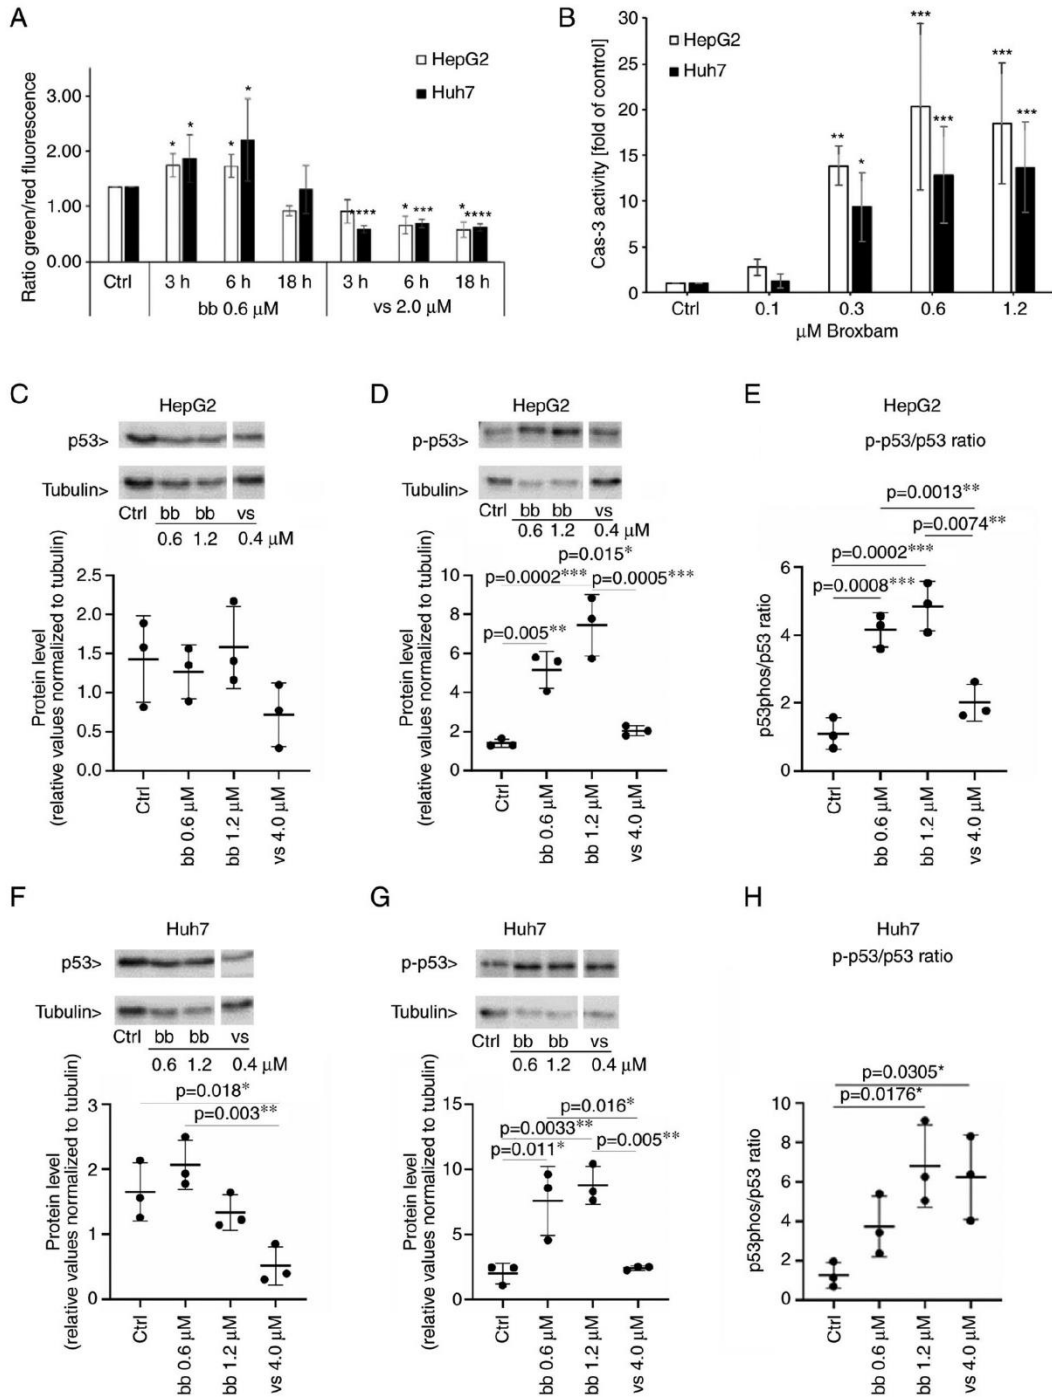 A
HepG2
Huh7
Ratio green/red fluorescence
3.00
2.00
1.00
0.00
* * * * **** * *** * ****
Ctrl 3 h 6 h 18 h 3 h 6 h 18 h
bb 0.6 µM vs 2.0 µM
B
HepG2
Huh7
Cas-3 activity [fold of control]
30
25
20
15
10
5
0
** * *** *** *** ***
Ctrl 0.1 0.3 0.6 1.2
µM Broxbam
C
HepG2
p53>
Tubulin>
Ctrl bb bb vs
0.6 1.2 0.4 µM
Protein level
(relative values normalized to tubulin)
2.5
2.0
1.5
1.0
0.5
0.0
Ctrl
bb 0.6 µM
bb 1.2 µM
vs 4.0 µM
D
HepG2
p-p53>
Tubulin>
Ctrl bb bb vs
0.6 1.2 0.4 µM
p=0.015*
p=0.0002*** p=0.0005***
p=0.005**
Protein level
(relative values normalized to tubulin)
10
8
6
4
2
0
Ctrl
bb 0.6 µM
bb 1.2 µM
vs 4.0 µM
E
HepG2
p-p53/p53 ratio
p=0.0013**
p=0.0074**
p=0.0002***
p=0.0008***
p53phos/p53 ratio
6
4
2
0
Ctrl
bb 0.6 µM
bb 1.2 µM
vs 4.0 µM
F
Huh7
p53>
Tubulin>
Ctrl bb bb vs
0.6 1.2 0.4 µM
p=0.018*
p=0.003**
Protein level
(relative values normalized to tubulin)
3
2
1
0
Ctrl
bb 0.6 µM
bb 1.2 µM
vs 4.0 µM
G
Huh7
p-p53>
Tubulin>
Ctrl bb bb vs
0.6 1.2 0.4 µM
p=0.016*
p=0.0033**
p=0.011* p=0.005**
Protein level
(relative values normalized to tubulin)
15
10
5
0
Ctrl
bb 0.6 µM
bb 1.2 µM
vs 4.0 µM
H
Huh7
p-p53/p53 ratio
p=0.0305*
p=0.0176*
p53phos/p53 ratio
10
8
6
4
2
0
Ctrl
bb 0.6 µM
bb 1.2 µM
vs 4.0 µM